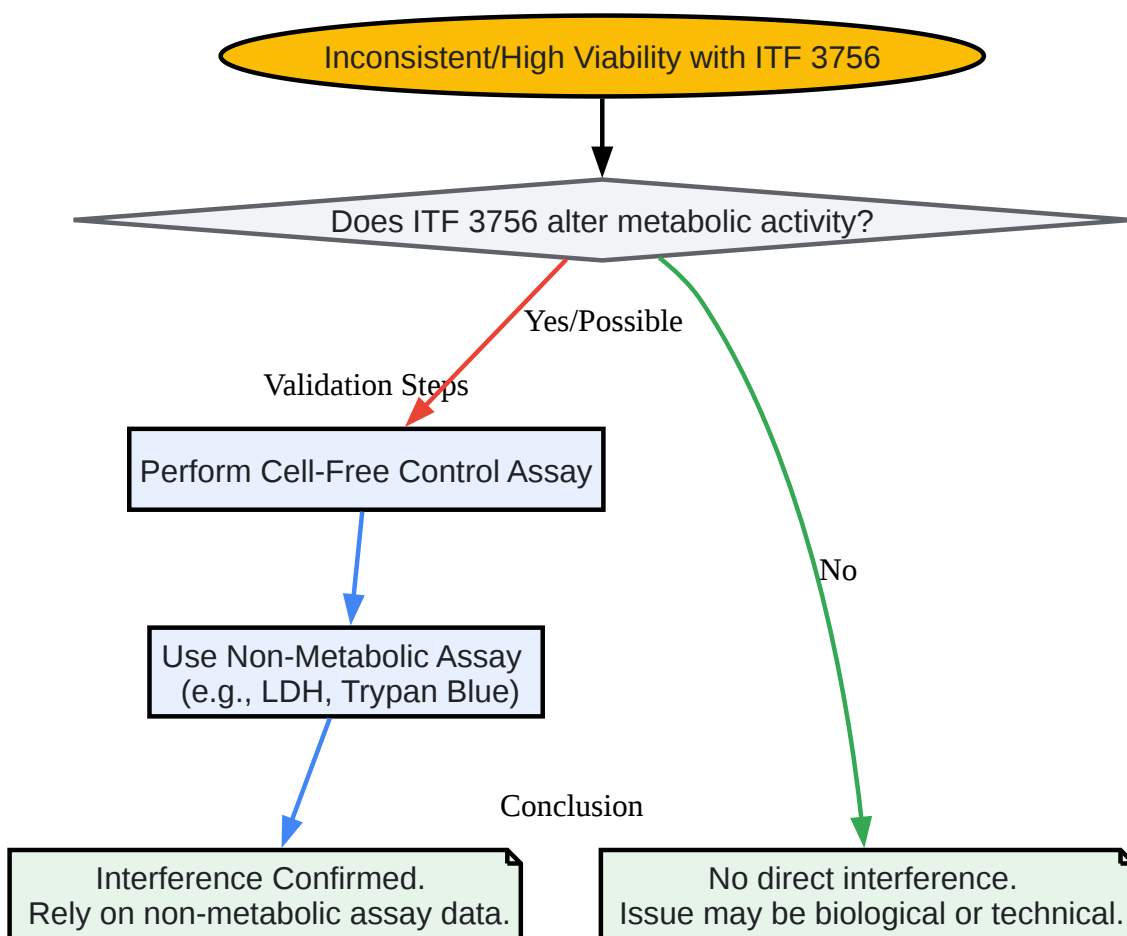 Inconsistent/High Viability with ITF 3756
Does ITF 3756 alter metabolic activity?
Yes/Possible
Validation Steps
Perform Cell-Free Control Assay
No
Use Non-Metabolic Assay
(e.g., LDH, Trypan Blue)
Conclusion
Interference Confirmed.
Rely on non-metabolic assay data.
No direct interference.
Issue may be biological or technical.